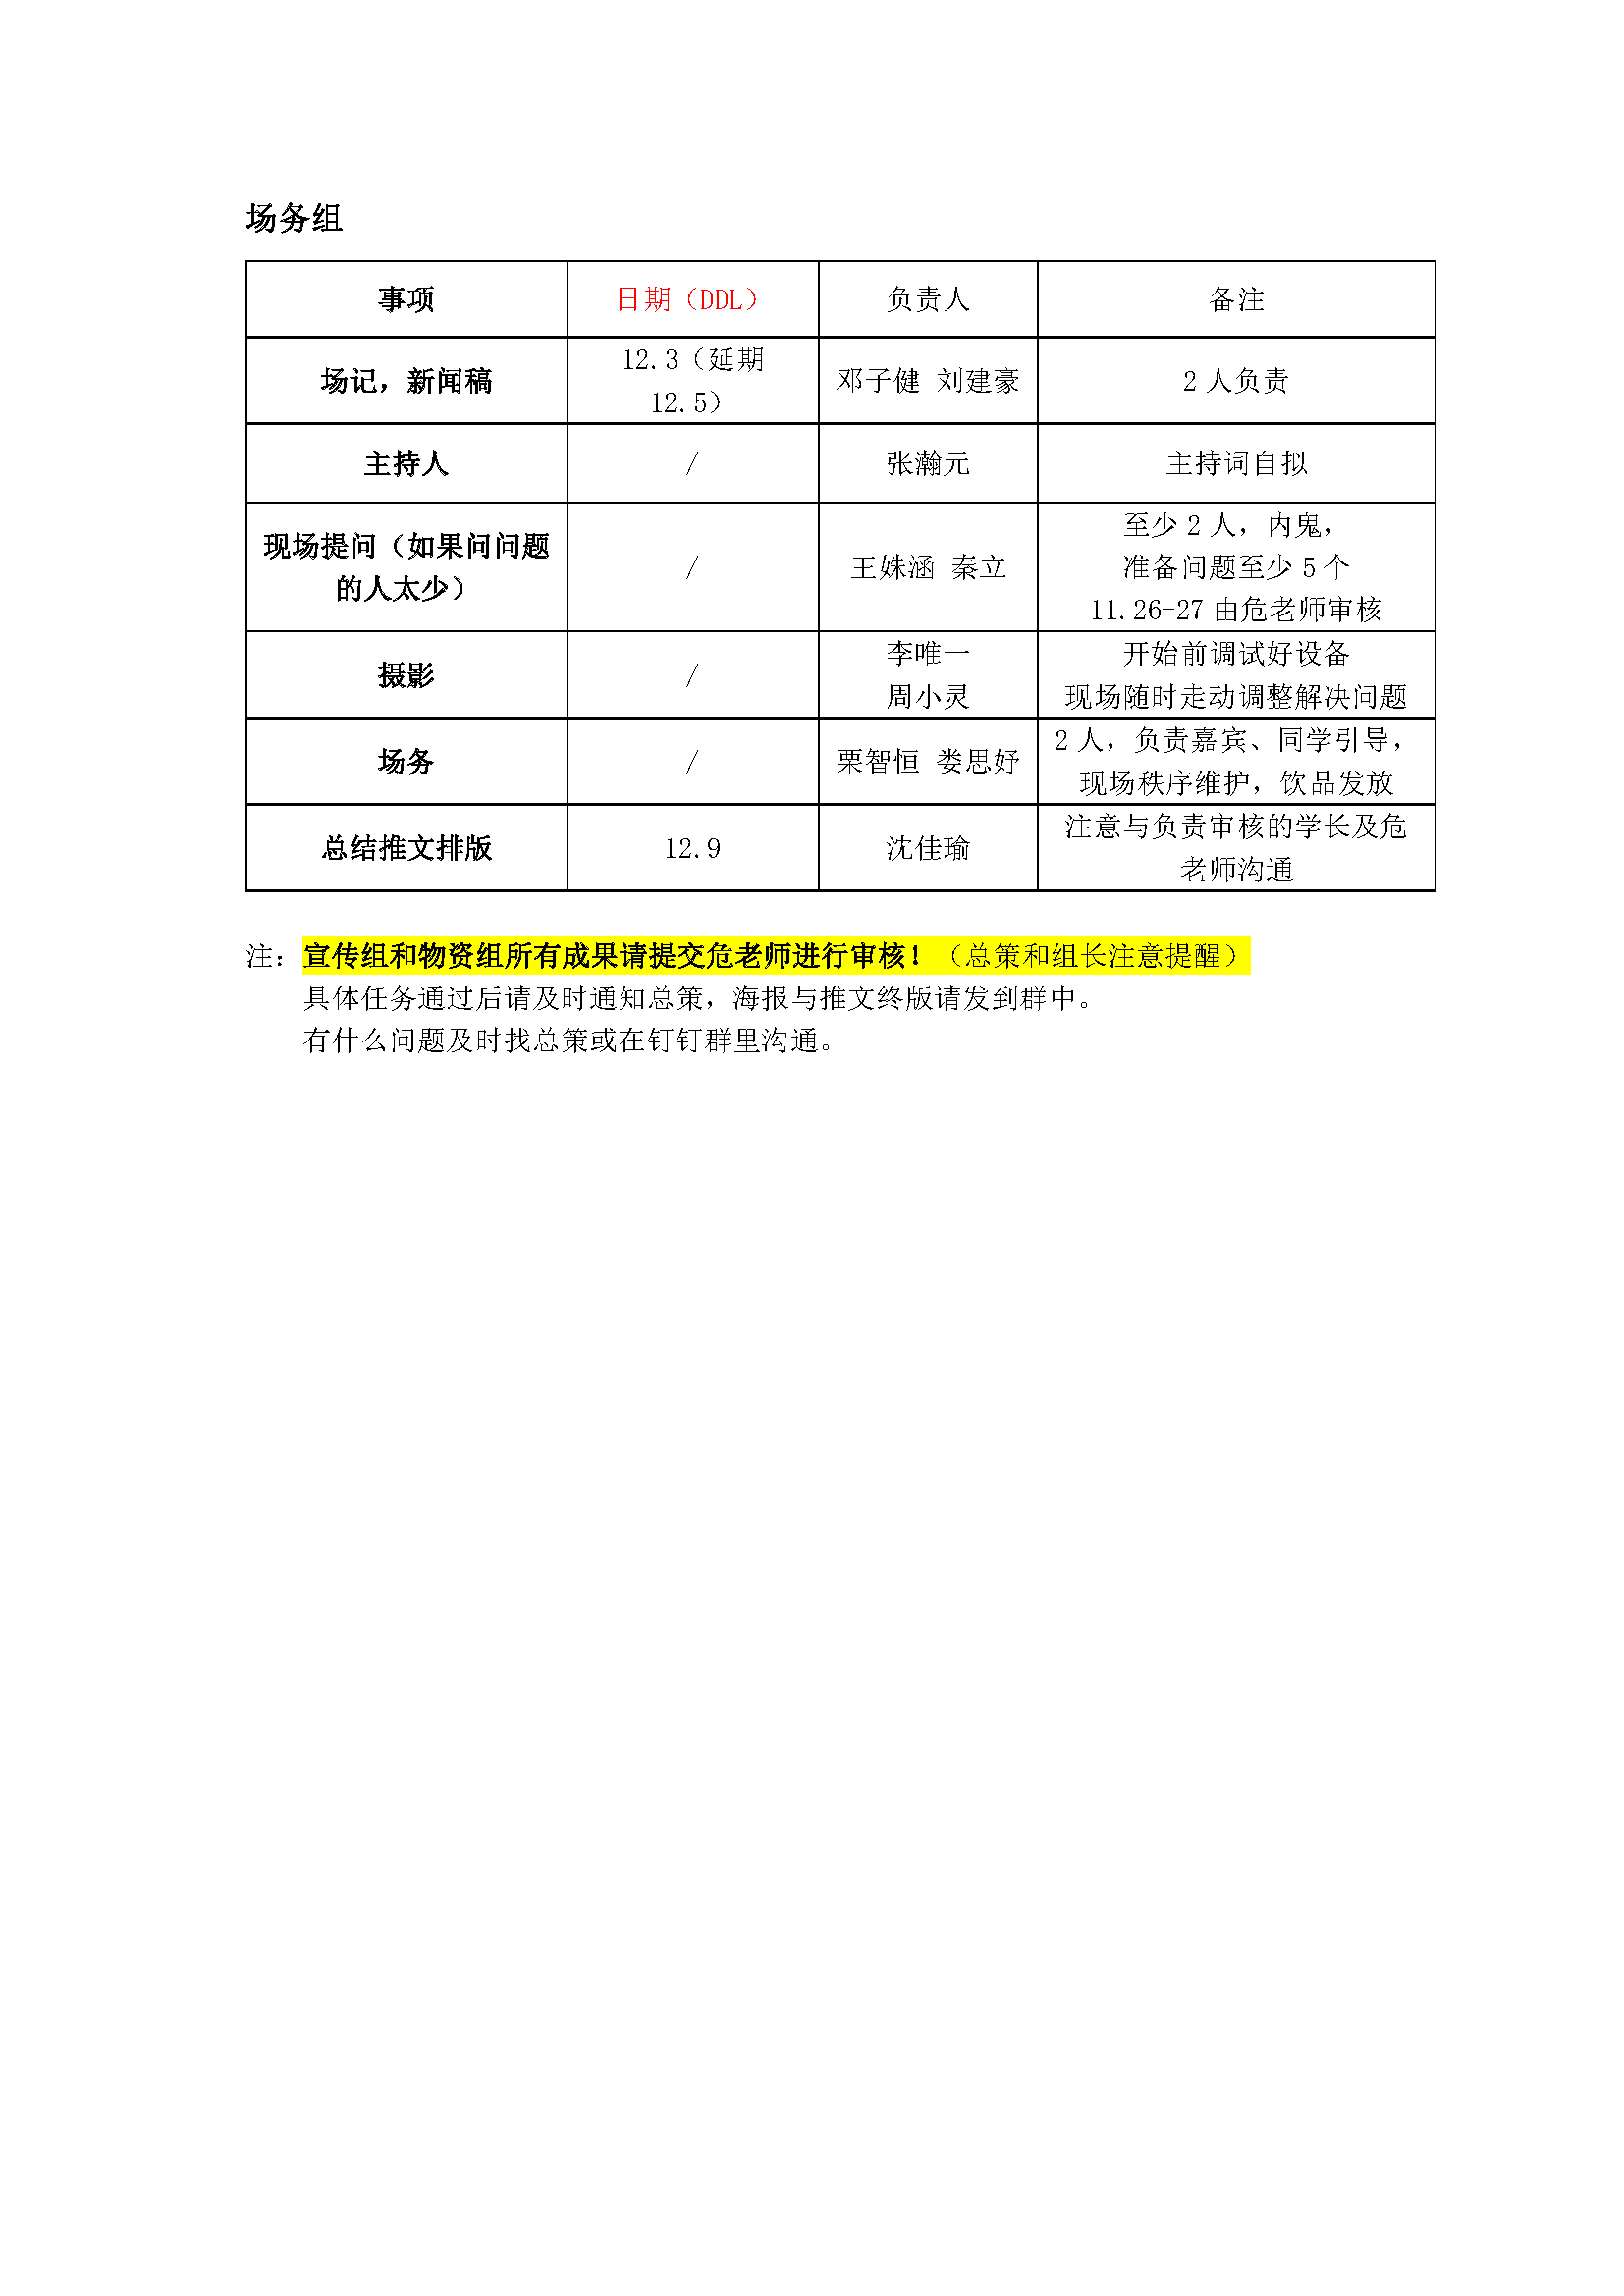 场务组
事项 日期（DDL） 负责人 备注
场记，新闻稿 12.3（延期 12.5） 邓子健 刘建豪 2 人负责
主持人 / 张瀚元 主持词自拟
现场提问（如果问问题
的人太少）
/
王姝涵 秦立
至少 2 人，内鬼，
准备问题至少 5 个
11.26-27 由危老师审核
摄影
/
李唯一
周小灵
开始前调试好设备
现场随时走动调整解决问题
场务
/
栗智恒 娄思妤
2 人，负责嘉宾、同学引导，
现场秩序维护，饮品发放
总结推文排版
12.9
沈佳瑜
注意与负责审核的学长及危
老师沟通
注：宣传组和物资组所有成果请提交危老师进行审核！（总策和组长注意提醒）
具体任务通过后请及时通知总策，海报与推文终版请发到群中。
有什么问题及时找总策或在钉钉群里沟通。